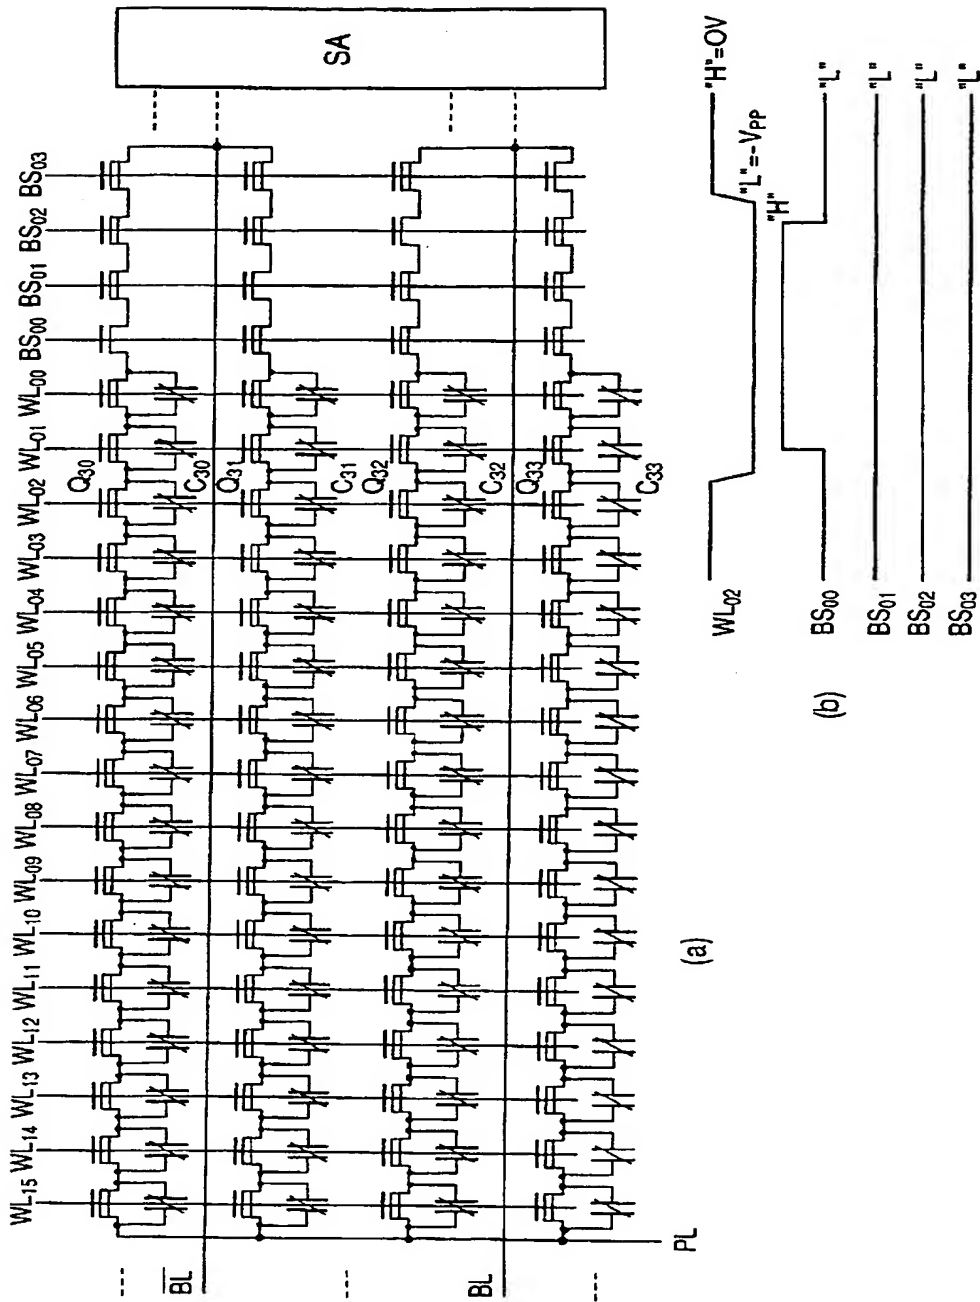 WL15 WL14 WL13 WL12 WL11 WL10 WL09 WL08 WL07 WL06 WL05 WL04 WL03 WL02 WL01 WL00 BS00 BS01 BS02 BS03
Q30
C30
BL
Q31
C31
SA
Q32
C32
BL
Q33
C33
PL
(a)
(b)
WL02 "H"=0V
"L"=-VPP
BS00 "H" "L"
BS01 "L"
BS02 "L"
BS03 "L"